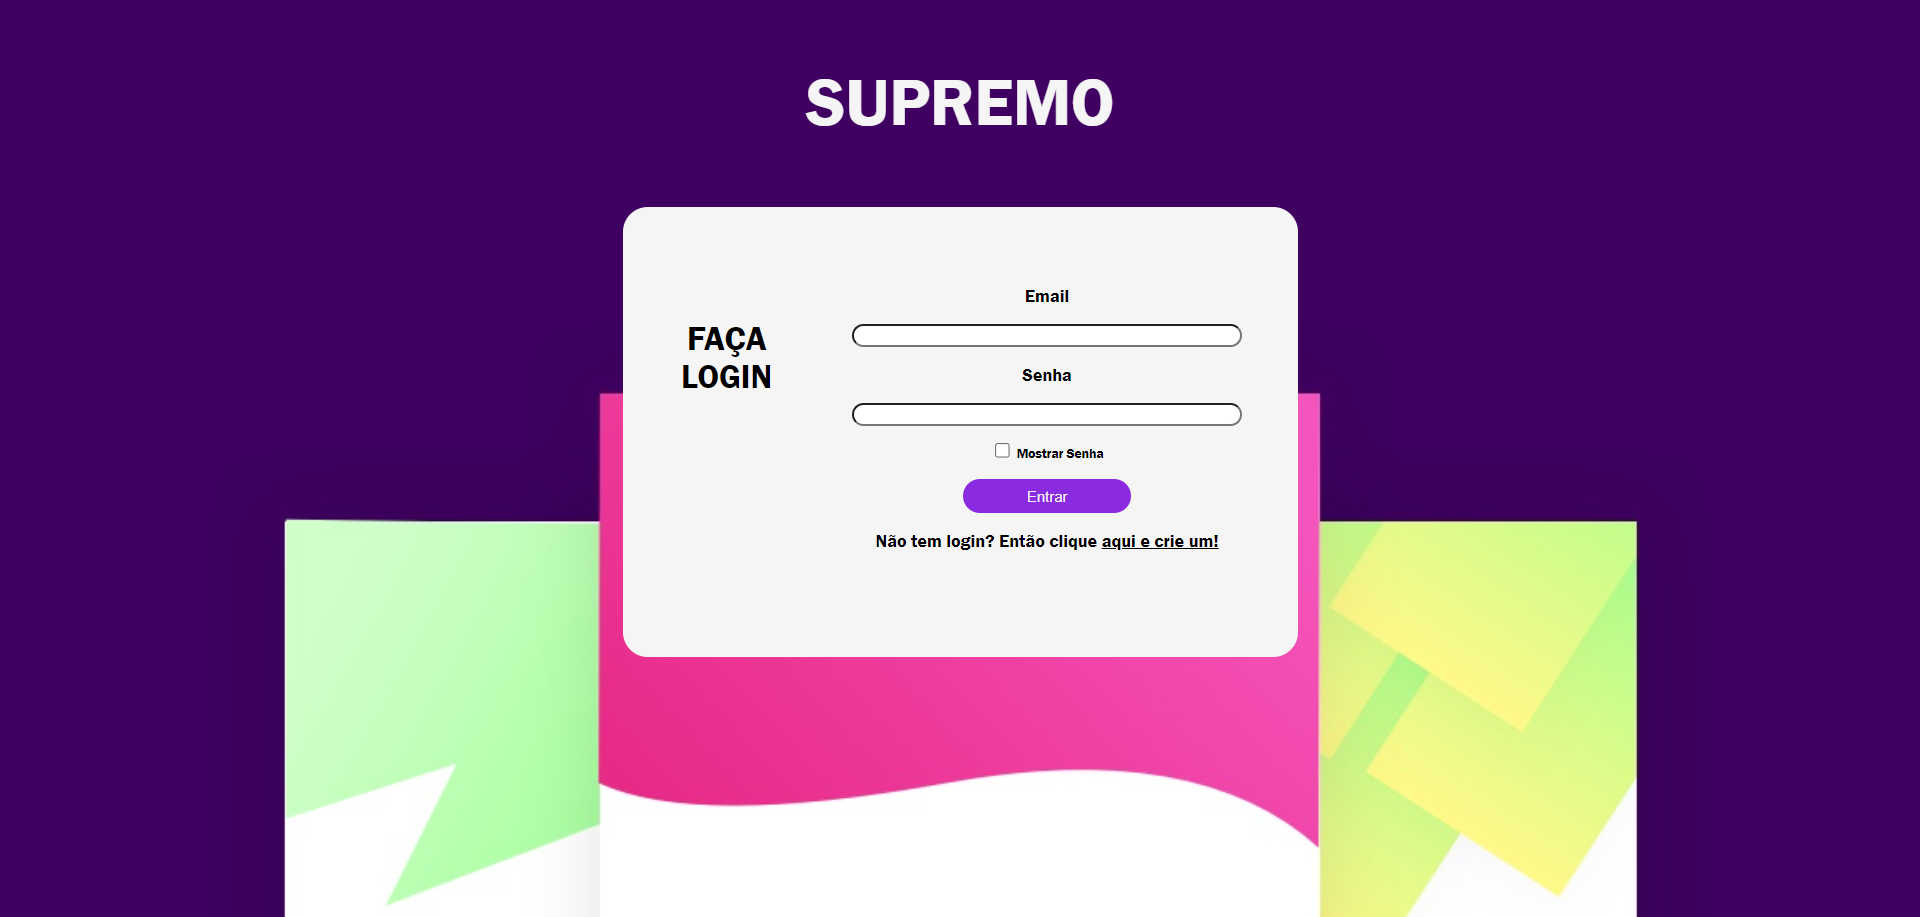 SUPREMO
FAÇA
LOGIN
Email
Senha
Mostrar Senha
Entrar
Não tem login? Então clique aqui e crie um!